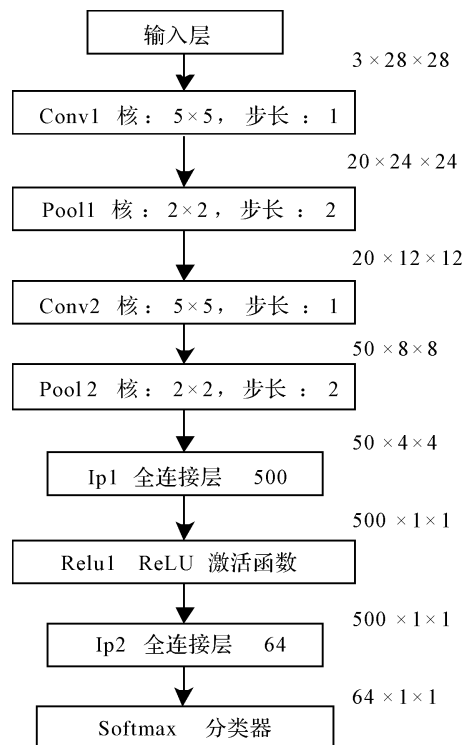 输入层
3×28×28
Conv1 核：5×5，步长：1
20×24×24
Pool1 核：2×2，步长：2
20×12×12
Conv2 核：5×5，步长：1
50×8×8
Pool2 核：2×2，步长：2
50×4×4
Ip1 全连接层 500
500×1×1
Relu1 ReLU 激活函数
500×1×1
Ip2 全连接层 64
64×1×1
Softmax 分类器